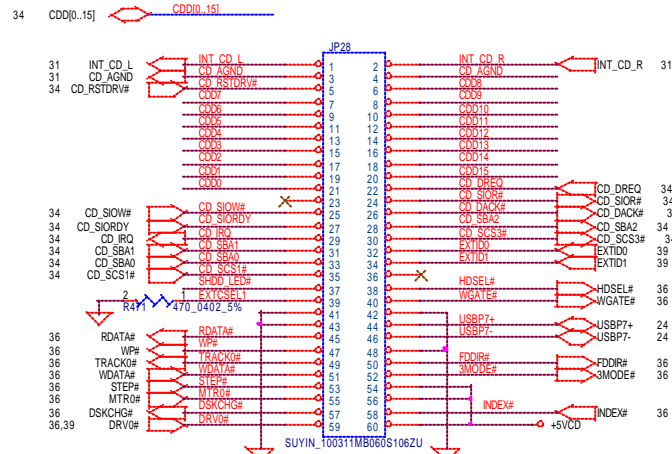 34 CDD[0..15] CDD[0..15]
JP28
31 INT_CD_L INT_CD_L 1 2 INT_CD_R INT_CD_R 31
31 CD_AGND CD_AGND 3 4 CD_AGND
34 CD_RSTDRV# CD_RSTDRV# 5 6 CDD8
CDD7 7 8 CDD9
CDD6 9 10 CDD10
CDD5 11 12 CDD11
CDD4 13 14 CDD12
CDD3 15 16 CDD13
CDD2 17 18 CDD14
CDD1 19 20 CDD15
CDD0 21 22 CD_DREQ CD_DREQ 34
23 24 CD_SIOR# CD_SIOR# 34
34 CD_SIOW# CD_SIOW# 25 26 CD_DACK# CD_DACK# 3
34 CD_SIORDY CD_SIORDY 27 28 CD_SBA2 CD_SBA2 34
34 CD_IRQ CD_IRQ 29 30 CD_SCS3# CD_SCS3# 34
34 CD_SBA1 CD_SBA1 31 32 EXTID0 EXTID0 39
34 CD_SBA0 CD_SBA0 33 34 EXTID1 EXTID1 39
34 CD_SCS1# CD_SCS1# 35 36
SHDD_LED# 37 38 HDSEL# HDSEL# 36
2 1 EXTCSEL1 39 40 WGATE# WGATE# 36
R471 470_0402_5%
41 42 USBP7+ USBP7+ 24
43 44 USBP7- USBP7- 24
36 RDATA# RDATA# 45 46
36 WP# WP# 47 48
36 TRACK0# TRACK0# 49 50 FDDIR# FDDIR# 36
36 WDATA# WDATA# 51 52 3MODE# 3MODE# 36
36 STEP# STEP# 53 54
36 MTR0# MTR0# 55 56
36 DSKCHG# DSKCHG# 57 58 INDEX# INDEX# 36
36,39 DRV0# DRV0# 59 60 +5VCD
SUYIN_100311MB060S106ZU